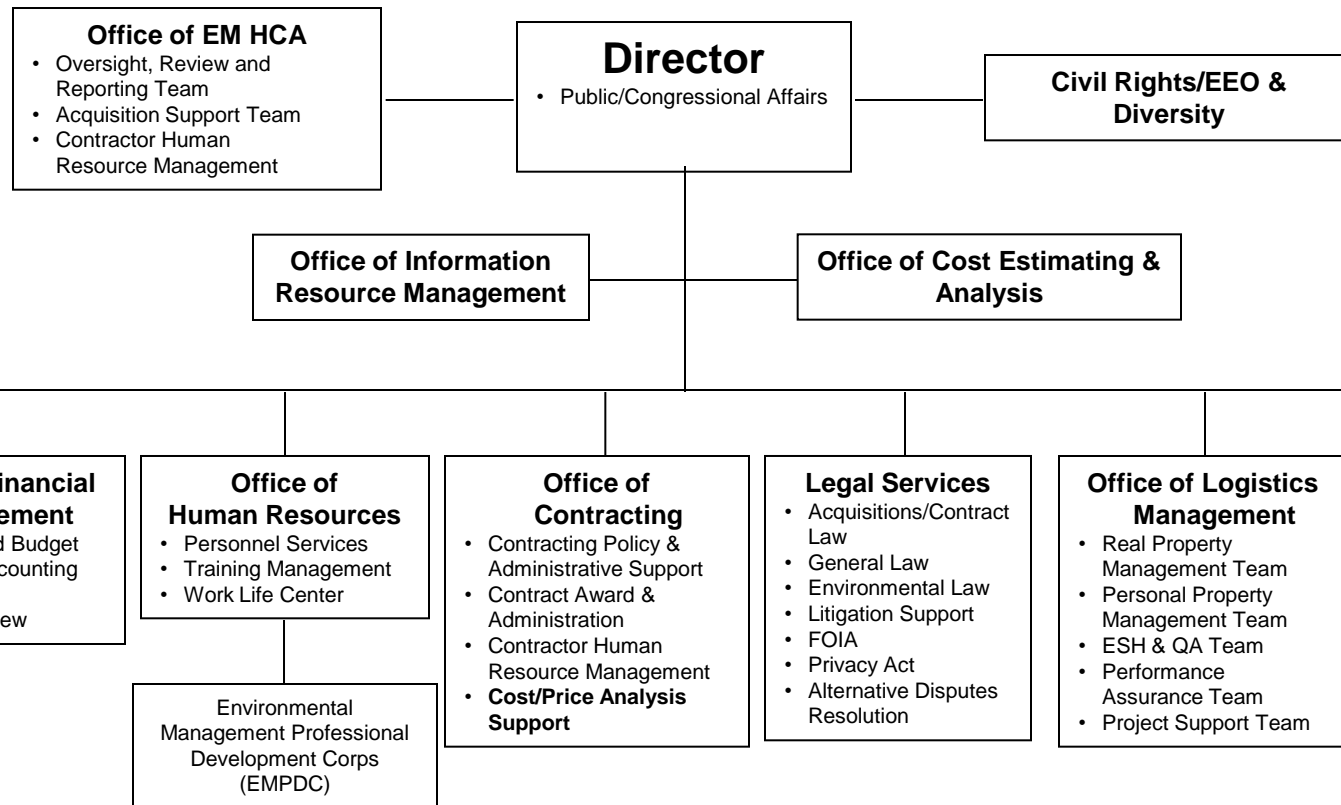 Office of EM HCA
• Oversight, Review and
Reporting Team
• Acquisition Support Team
• Contractor Human
Resource Management
Director
• Public/Congressional Affairs
Civil Rights/EEO &
Diversity
Office of Information
Resource Management
Office of Cost Estimating &
Analysis
inancial
ement
d Budget
counting
ew
Office of
Human Resources
• Personnel Services
• Training Management
• Work Life Center
Environmental
Management Professional
Development Corps
(EMPDC)
Office of
Contracting
• Contracting Policy &
Administrative Support
• Contract Award &
Administration
• Contractor Human
Resource Management
• Cost/Price Analysis
Support
Legal Services
• Acquisitions/Contract
Law
• General Law
• Environmental Law
• Litigation Support
• FOIA
• Privacy Act
• Alternative Disputes
Resolution
Office of Logistics
Management
• Real Property
Management Team
• Personal Property
Management Team
• ESH & QA Team
• Performance
Assurance Team
• Project Support Team